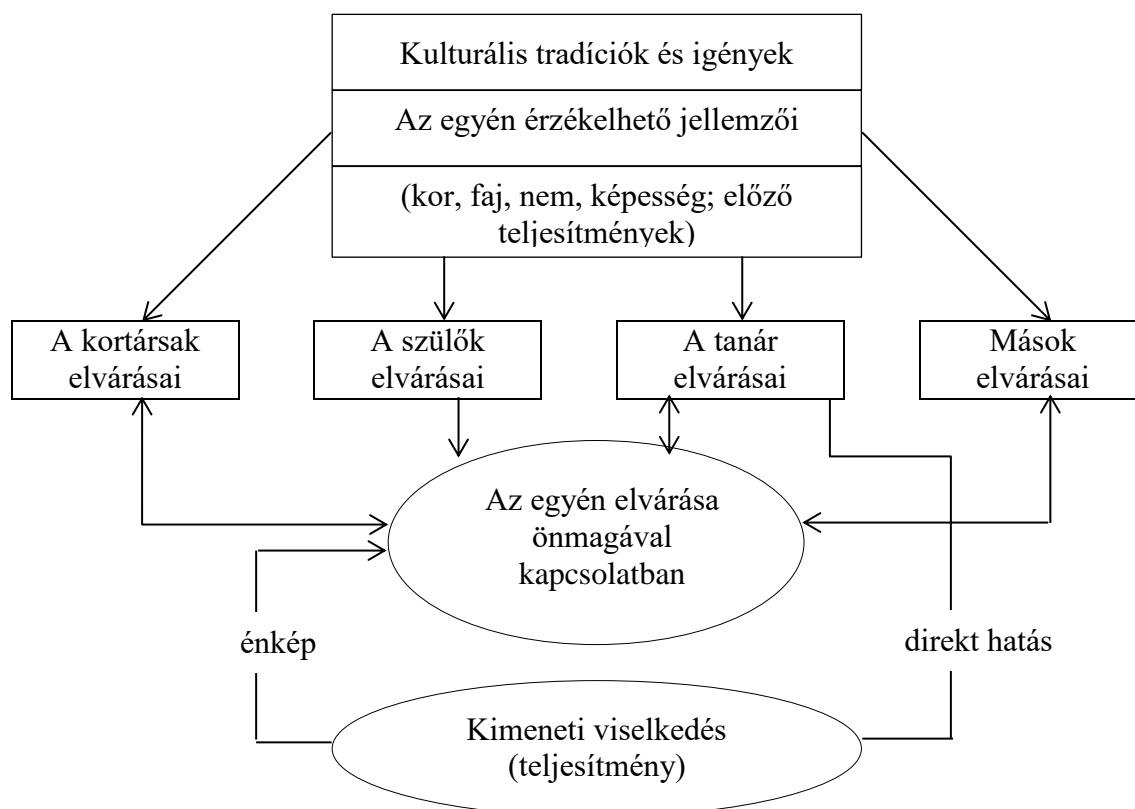 Kulturális tradíciók és igények
Az egyén érzékelhető jellemzői
(kor, faj, nem, képesség; előző
teljesítmények)
A kortársak
elvárásai
A szülők
elvárásai
A tanár
elvárásai
Mások
elvárásai
Az egyén elvárása
önmagával
kapcsolatban
énkép
direkt hatás
Kimeneti viselkedés
(teljesítmény)